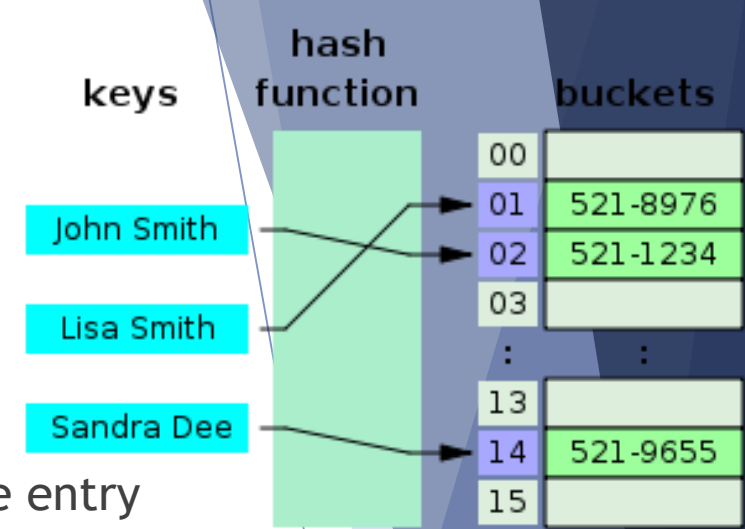 keys
hash
function
buckets
John Smith
Lisa Smith
Sandra Dee
00
01 521-8976
02 521-1234
03
: :
13
14 521-9655
15
e entry